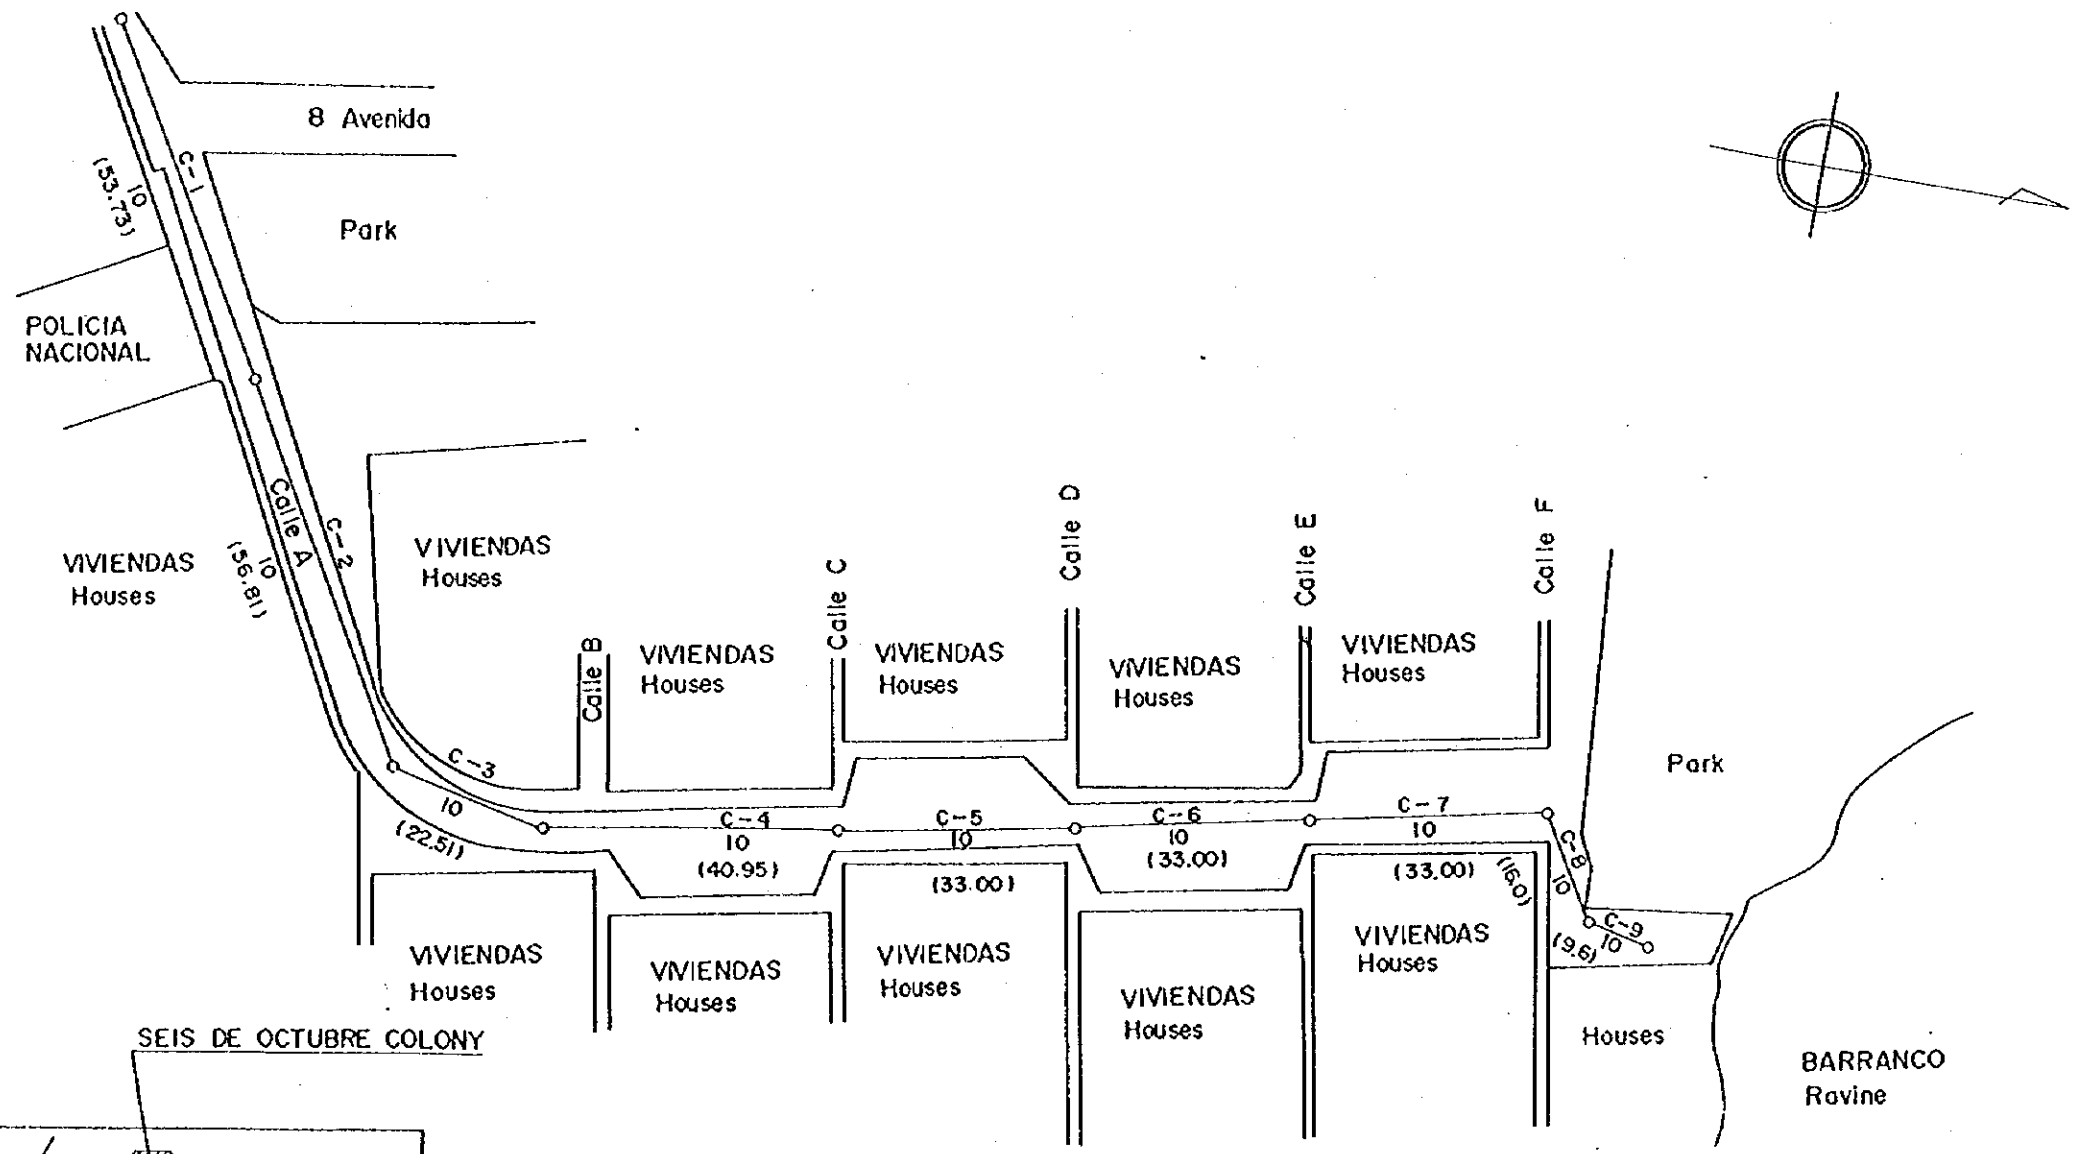 8 Avenida
C-1
10
(53.73)
Park
POLICIA
NACIONAL
Calle A
C-2
10
(56.81)
VIVIENDAS
Houses
VIVIENDAS
Houses
Calle B
VIVIENDAS
Houses
Calle C
VIVIENDAS
Houses
Calle D
VIVIENDAS
Houses
Calle E
VIVIENDAS
Houses
Calle F
Park
C-3
10
(22.51)
C-4
10
(40.95)
C-5
10
(33.00)
C-6
10
(33.00)
C-7
10
(33.00)
C-8
10
(16.0)
C-9
10
(9.6)
VIVIENDAS
Houses
VIVIENDAS
Houses
VIVIENDAS
Houses
VIVIENDAS
Houses
VIVIENDAS
Houses
Houses
BARRANCO
Ravine
SEIS DE OCTUBRE COLONY